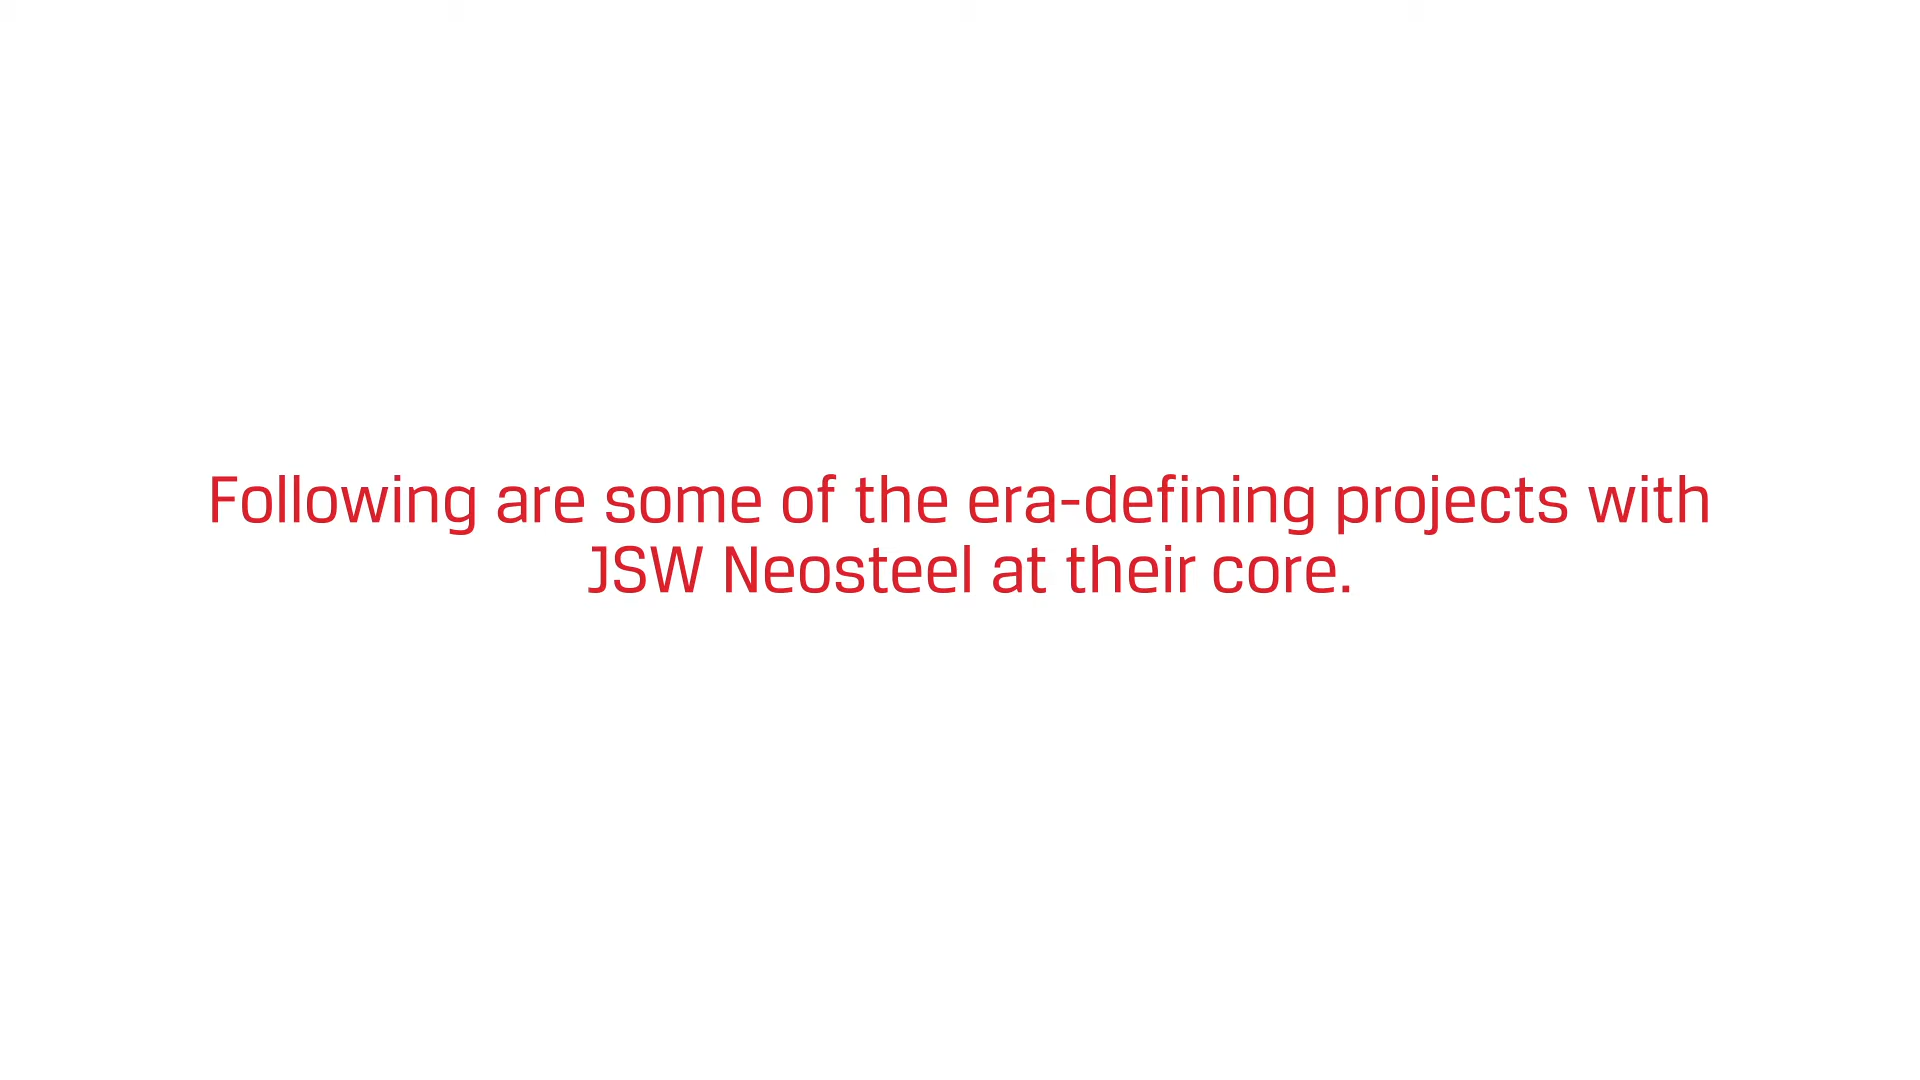 Following are some of the era-defining projects with
JSW Neosteel at their core.